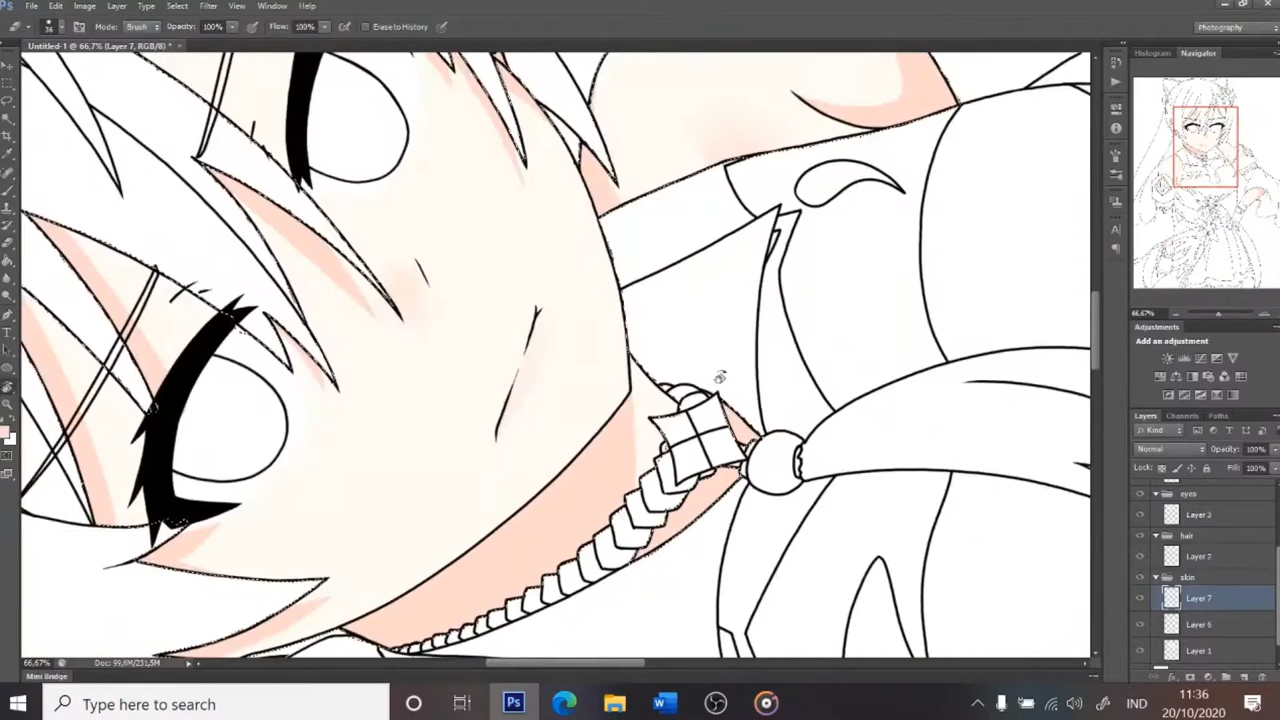 Ps File Edit Image Layer Type Select Filter View Window Help
36 Mode: Brush Opacity: 100% Flow: 100% Erase to History Photography
Untitled-1 @ 66,7% (Layer 7, RGB/8) * ×
Histogram Navigator
66,67%
Adjustments
Add an adjustment
Layers Channels Paths
Kind
Normal Opacity: 100%
Lock: Fill: 100%
eyes
Layer 3
hair
Layer 2
skin
Layer 7
Layer 6
Layer 1
66,67% Doc: 99,6M/231,5M
Mini Bridge
Type here to search
IND
11:36
20/10/2020